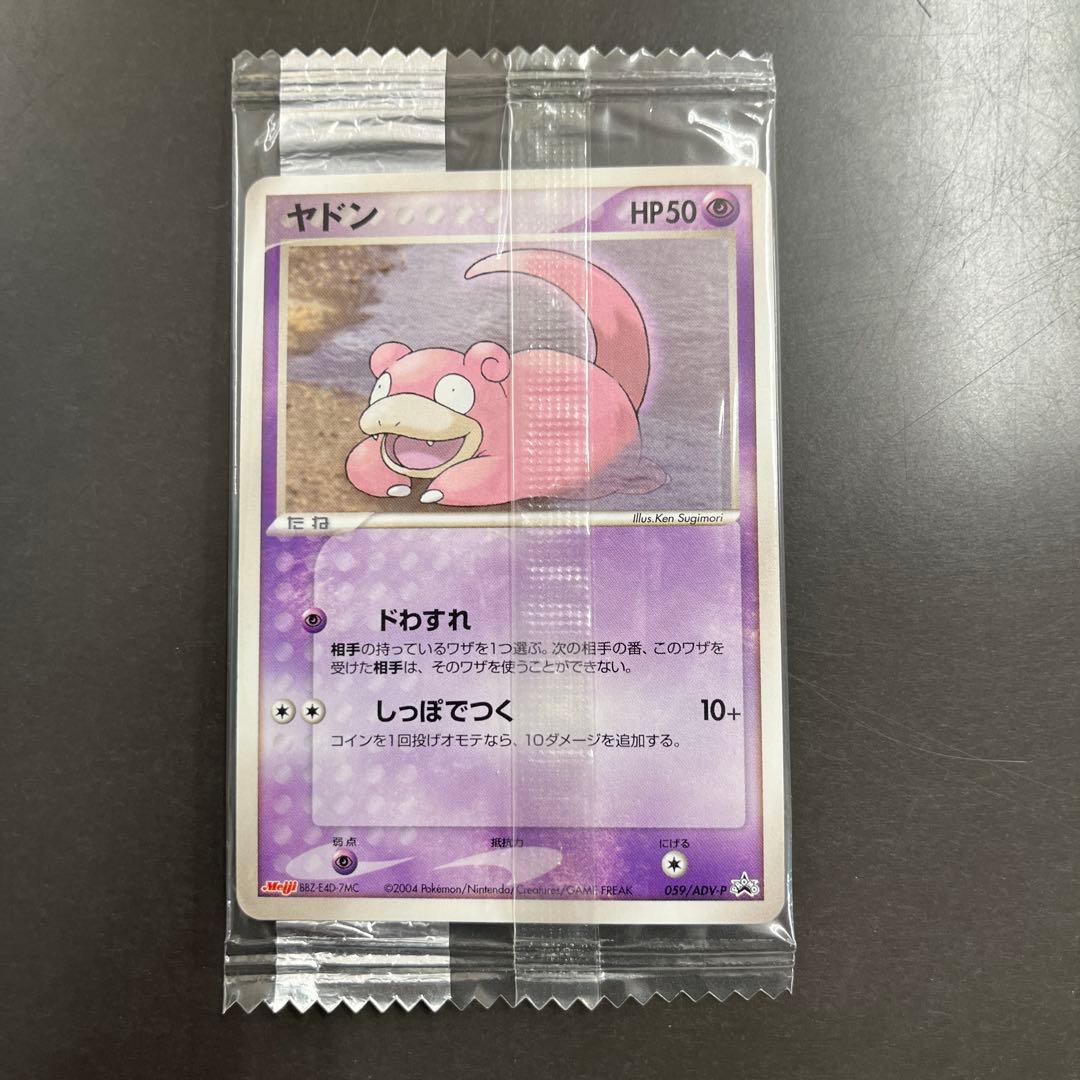 ヤドン
HP50
たね
Illus.Ken Sugimori
ドわすれ
相手の持っているワザを1つ選ぶ。次の相手の番、このワザを
受けた相手は、そのワザを使うことができない。
しっぽでつく 10+
コインを1回投げオモテなら、10ダメージを追加する。
弱点 抵抗力 にげる
Meiji BBZ-E4D-7MC ©2004 Pokémon/Nintendo/Creatures/GAME FREAK 059/ADV-P